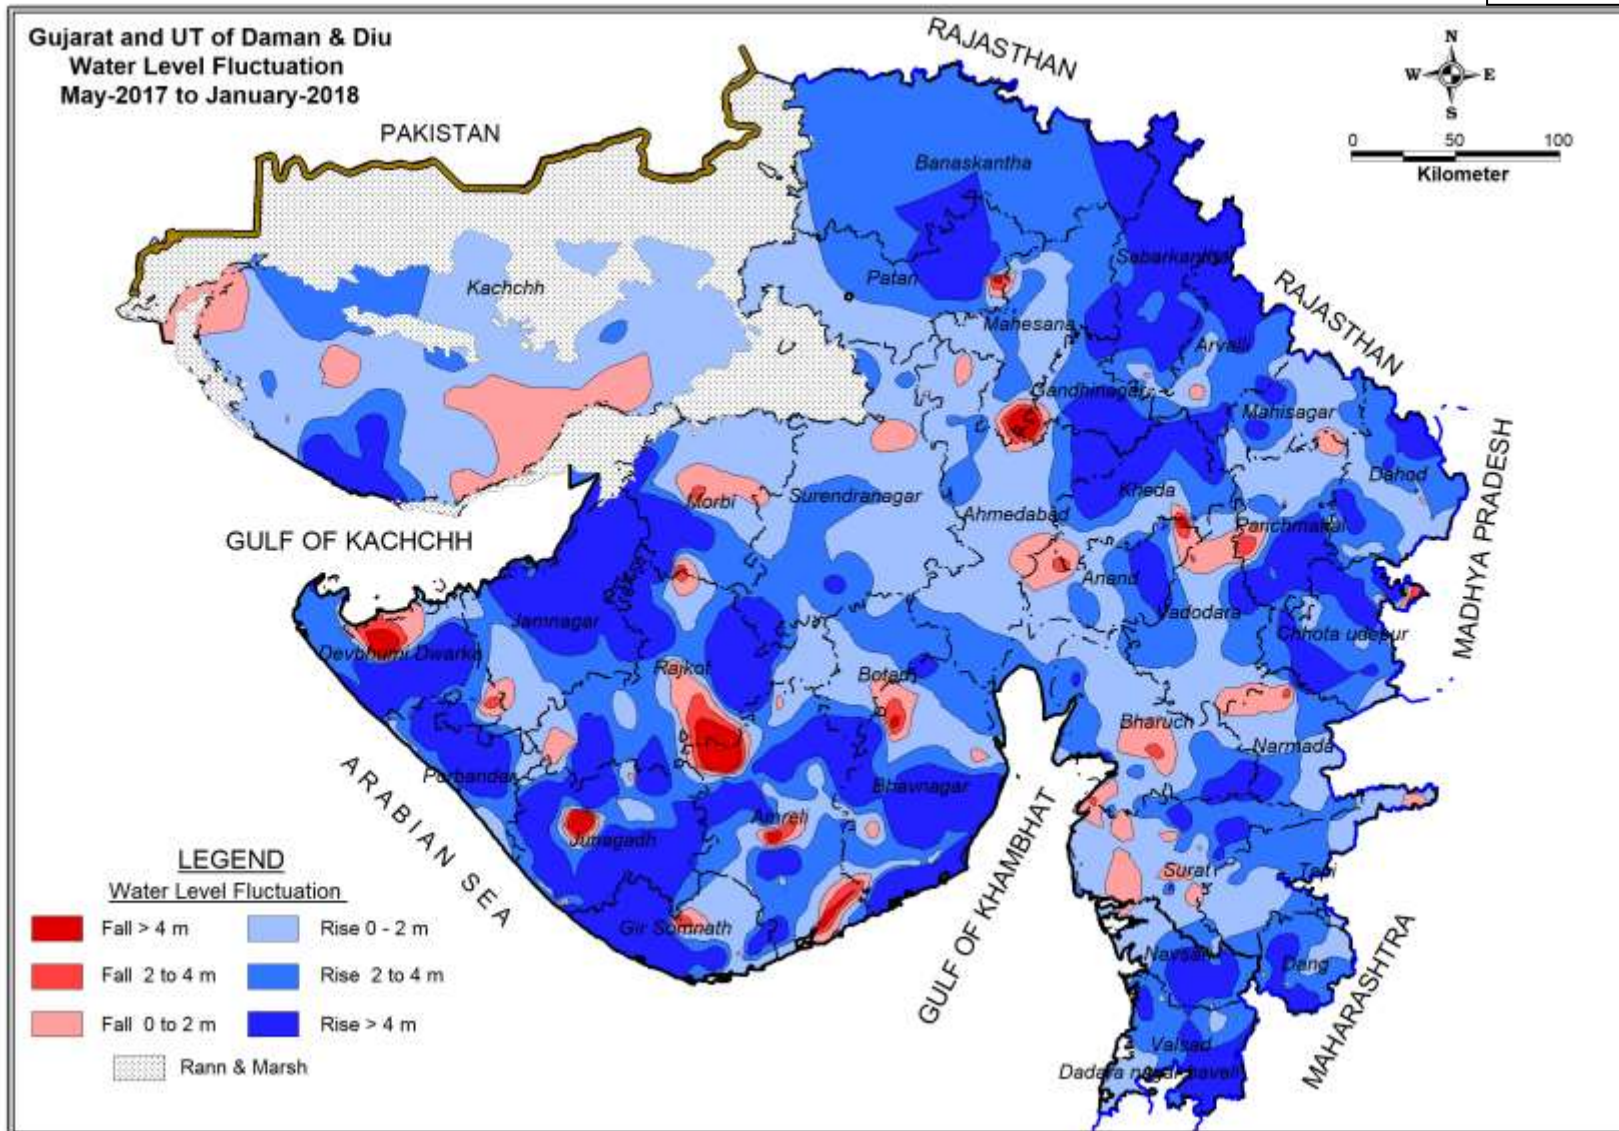 Gujarat and UT of Daman & Diu
Water Level Fluctuation
May-2017 to January-2018
RAJASTHAN
N
W E
S
0 50 100
Kilometer
PAKISTAN
Banaskantha
Sabarkantha
Kachchh
Patan
RAJASTHAN
Mahesana
Arvalli
Gandhinagar
Mahisagar
Dahod
Morbi
Surendranagar
Kheda
Ahmedabad
Panchmahal
MADHYA PRADESH
GULF OF KACHCHH
Anand
Vadodara
Jamnagar
Chhota udepur
Devbhumi Dwarka
Rajkot
Botad
Bharuch
Narmada
Porbandar
Bhavnagar
ARABIAN SEA
Amreli
Junagadh
GULF OF KHAMBHAT
Surat
Tapi
Gir Somnath
Navsari
Dang
MAHARASHTRA
Valsad
Dadara nagar haveli
LEGEND
Water Level Fluctuation
Fall > 4 m Rise 0 - 2 m
Fall 2 to 4 m Rise 2 to 4 m
Fall 0 to 2 m Rise > 4 m
Rann & Marsh